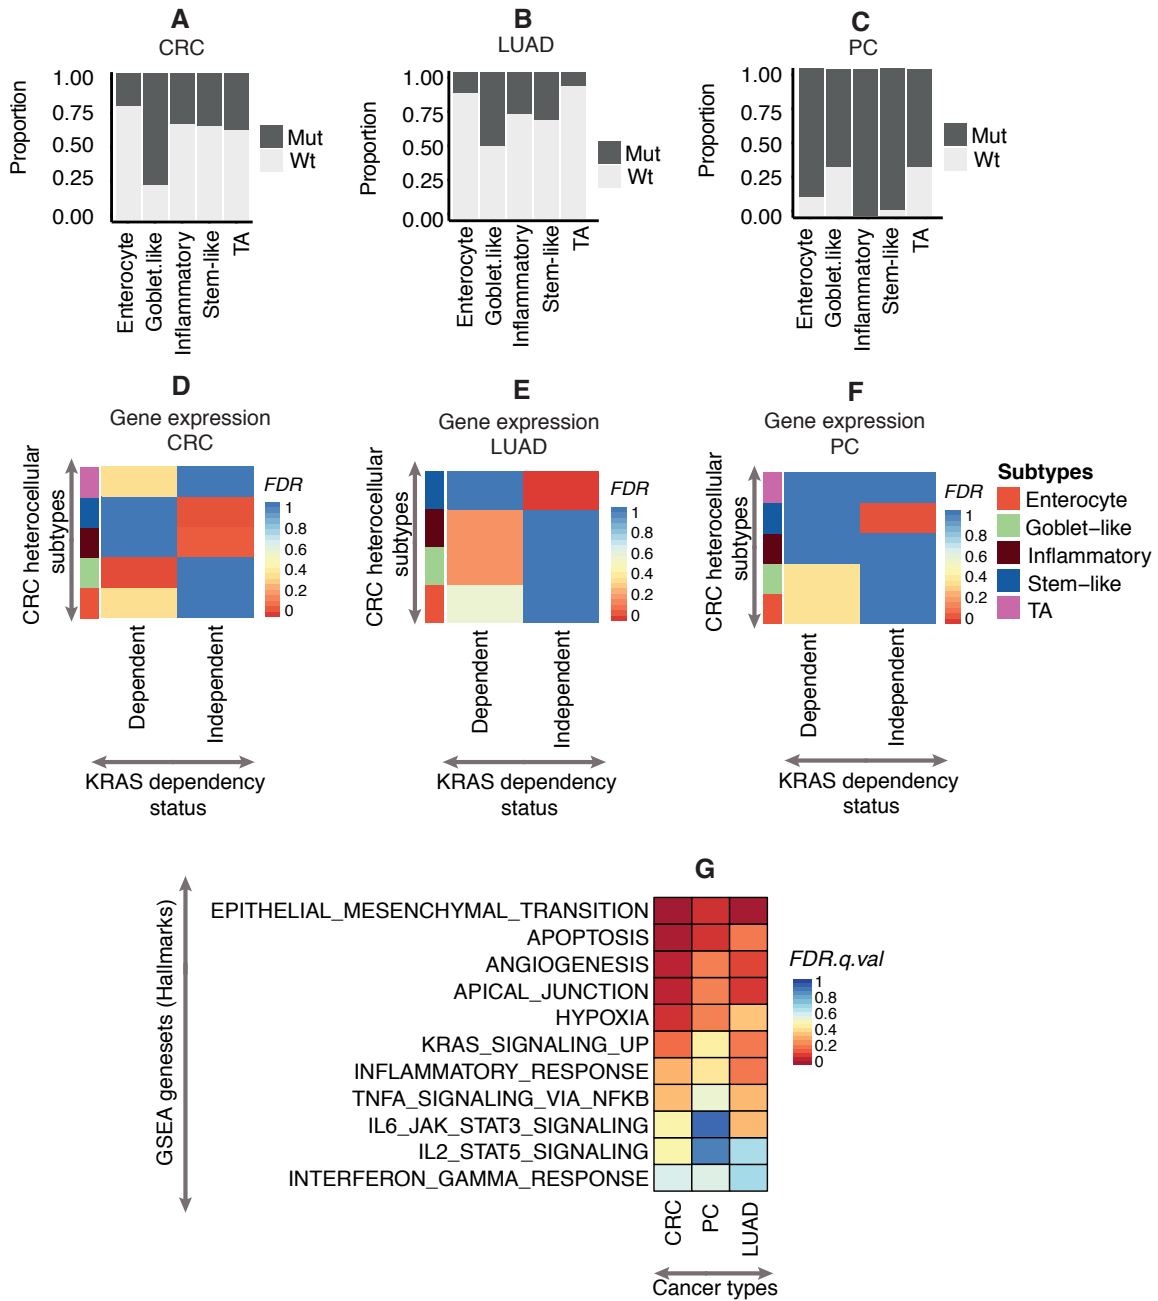 A
CRC
Proportion
1.00
0.75
0.50
0.25
0.00
Mut
Wt
Enterocyte
Goblet.like
Inflammatory
Stem-like
TA
B
LUAD
Proportion
1.00
0.75
0.50
0.25
0.00
Mut
Wt
Enterocyte
Goblet.like
Inflammatory
Stem-like
TA
C
PC
Proportion
1.00
0.75
0.50
0.25
0.00
Mut
Wt
Enterocyte
Goblet.like
Inflammatory
Stem-like
TA
D
Gene expression
CRC
CRC heterocellular
subtypes
FDR
1
0.8
0.6
0.4
0.2
0
Dependent
Independent
KRAS dependency
status
E
Gene expression
LUAD
CRC heterocellular
subtypes
FDR
1
0.8
0.6
0.4
0.2
0
Dependent
Independent
KRAS dependency
status
F
Gene expression
PC
CRC heterocellular
subtypes
FDR
1
0.8
0.6
0.4
0.2
0
Dependent
Independent
KRAS dependency
status
Subtypes
Enterocyte
Goblet−like
Inflammatory
Stem−like
TA
G
GSEA genesets (Hallmarks)
EPITHELIAL_MESENCHYMAL_TRANSITION
APOPTOSIS
ANGIOGENESIS
APICAL_JUNCTION
HYPOXIA
KRAS_SIGNALING_UP
INFLAMMATORY_RESPONSE
TNFA_SIGNALING_VIA_NFKB
IL6_JAK_STAT3_SIGNALING
IL2_STAT5_SIGNALING
INTERFERON_GAMMA_RESPONSE
FDR.q.val
1
0.8
0.6
0.4
0.2
0
CRC
PC
LUAD
Cancer types